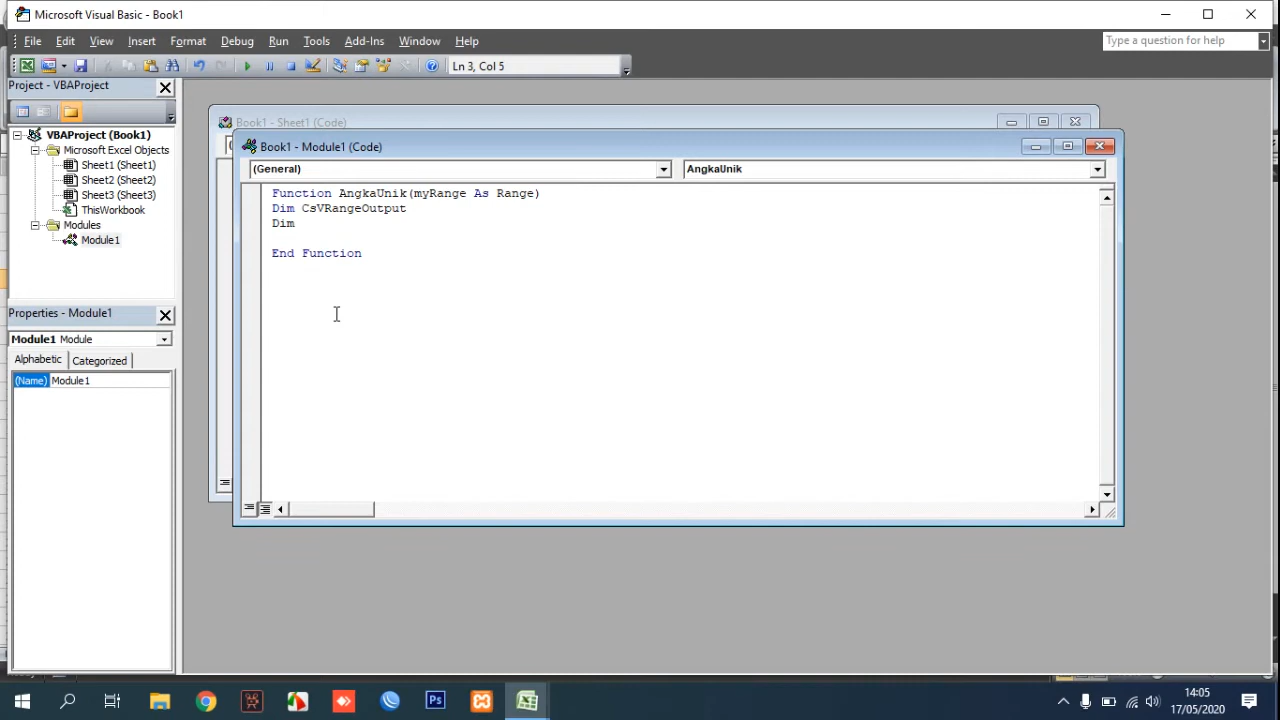 Microsoft Visual Basic - Book1
File Edit View Insert Format Debug Run Tools Add-Ins Window Help
Type a question for help
Ln 3, Col 5
Project - VBAProject
VBAProject (Book1)
Microsoft Excel Objects
Sheet1 (Sheet1)
Sheet2 (Sheet2)
Sheet3 (Sheet3)
ThisWorkbook
Modules
Module1
Properties - Module1
Module1 Module
Alphabetic Categorized
(Name) Module1
Book1 - Sheet1 (Code)
Book1 - Module1 (Code)
(General) AngkaUnik
Function AngkaUnik(myRange As Range)
Dim CsVRangeOutput
Dim
End Function
Ps
14:05
17/05/2020